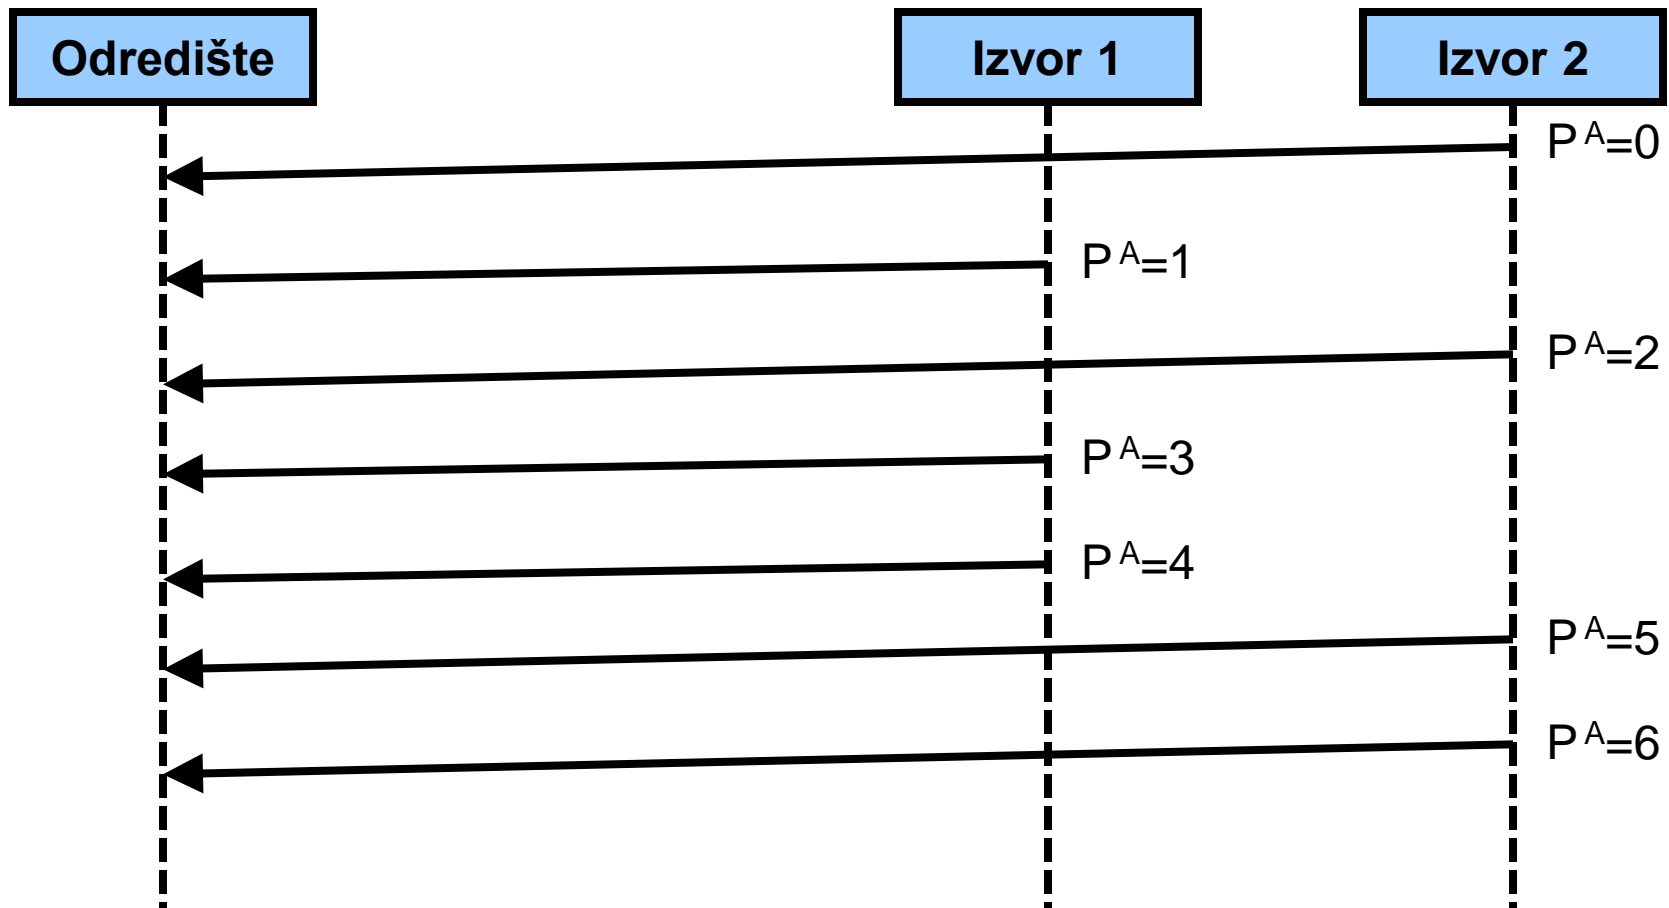 Odredište
Izvor 1
Izvor 2
P A=0
P A=1
P A=2
P A=3
P A=4
P A=5
P A=6